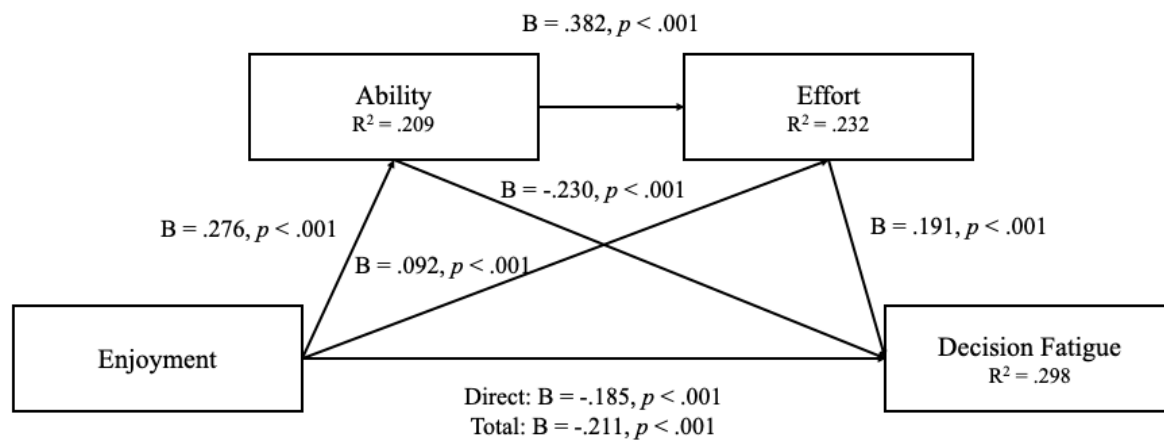 B = .382, p < .001
Ability
R² = .209
Effort
R² = .232
B = -.230, p < .001
B = .276, p < .001
B = .191, p < .001
B = .092, p < .001
Enjoyment
Decision Fatigue
R² = .298
Direct: B = -.185, p < .001
Total: B = -.211, p < .001